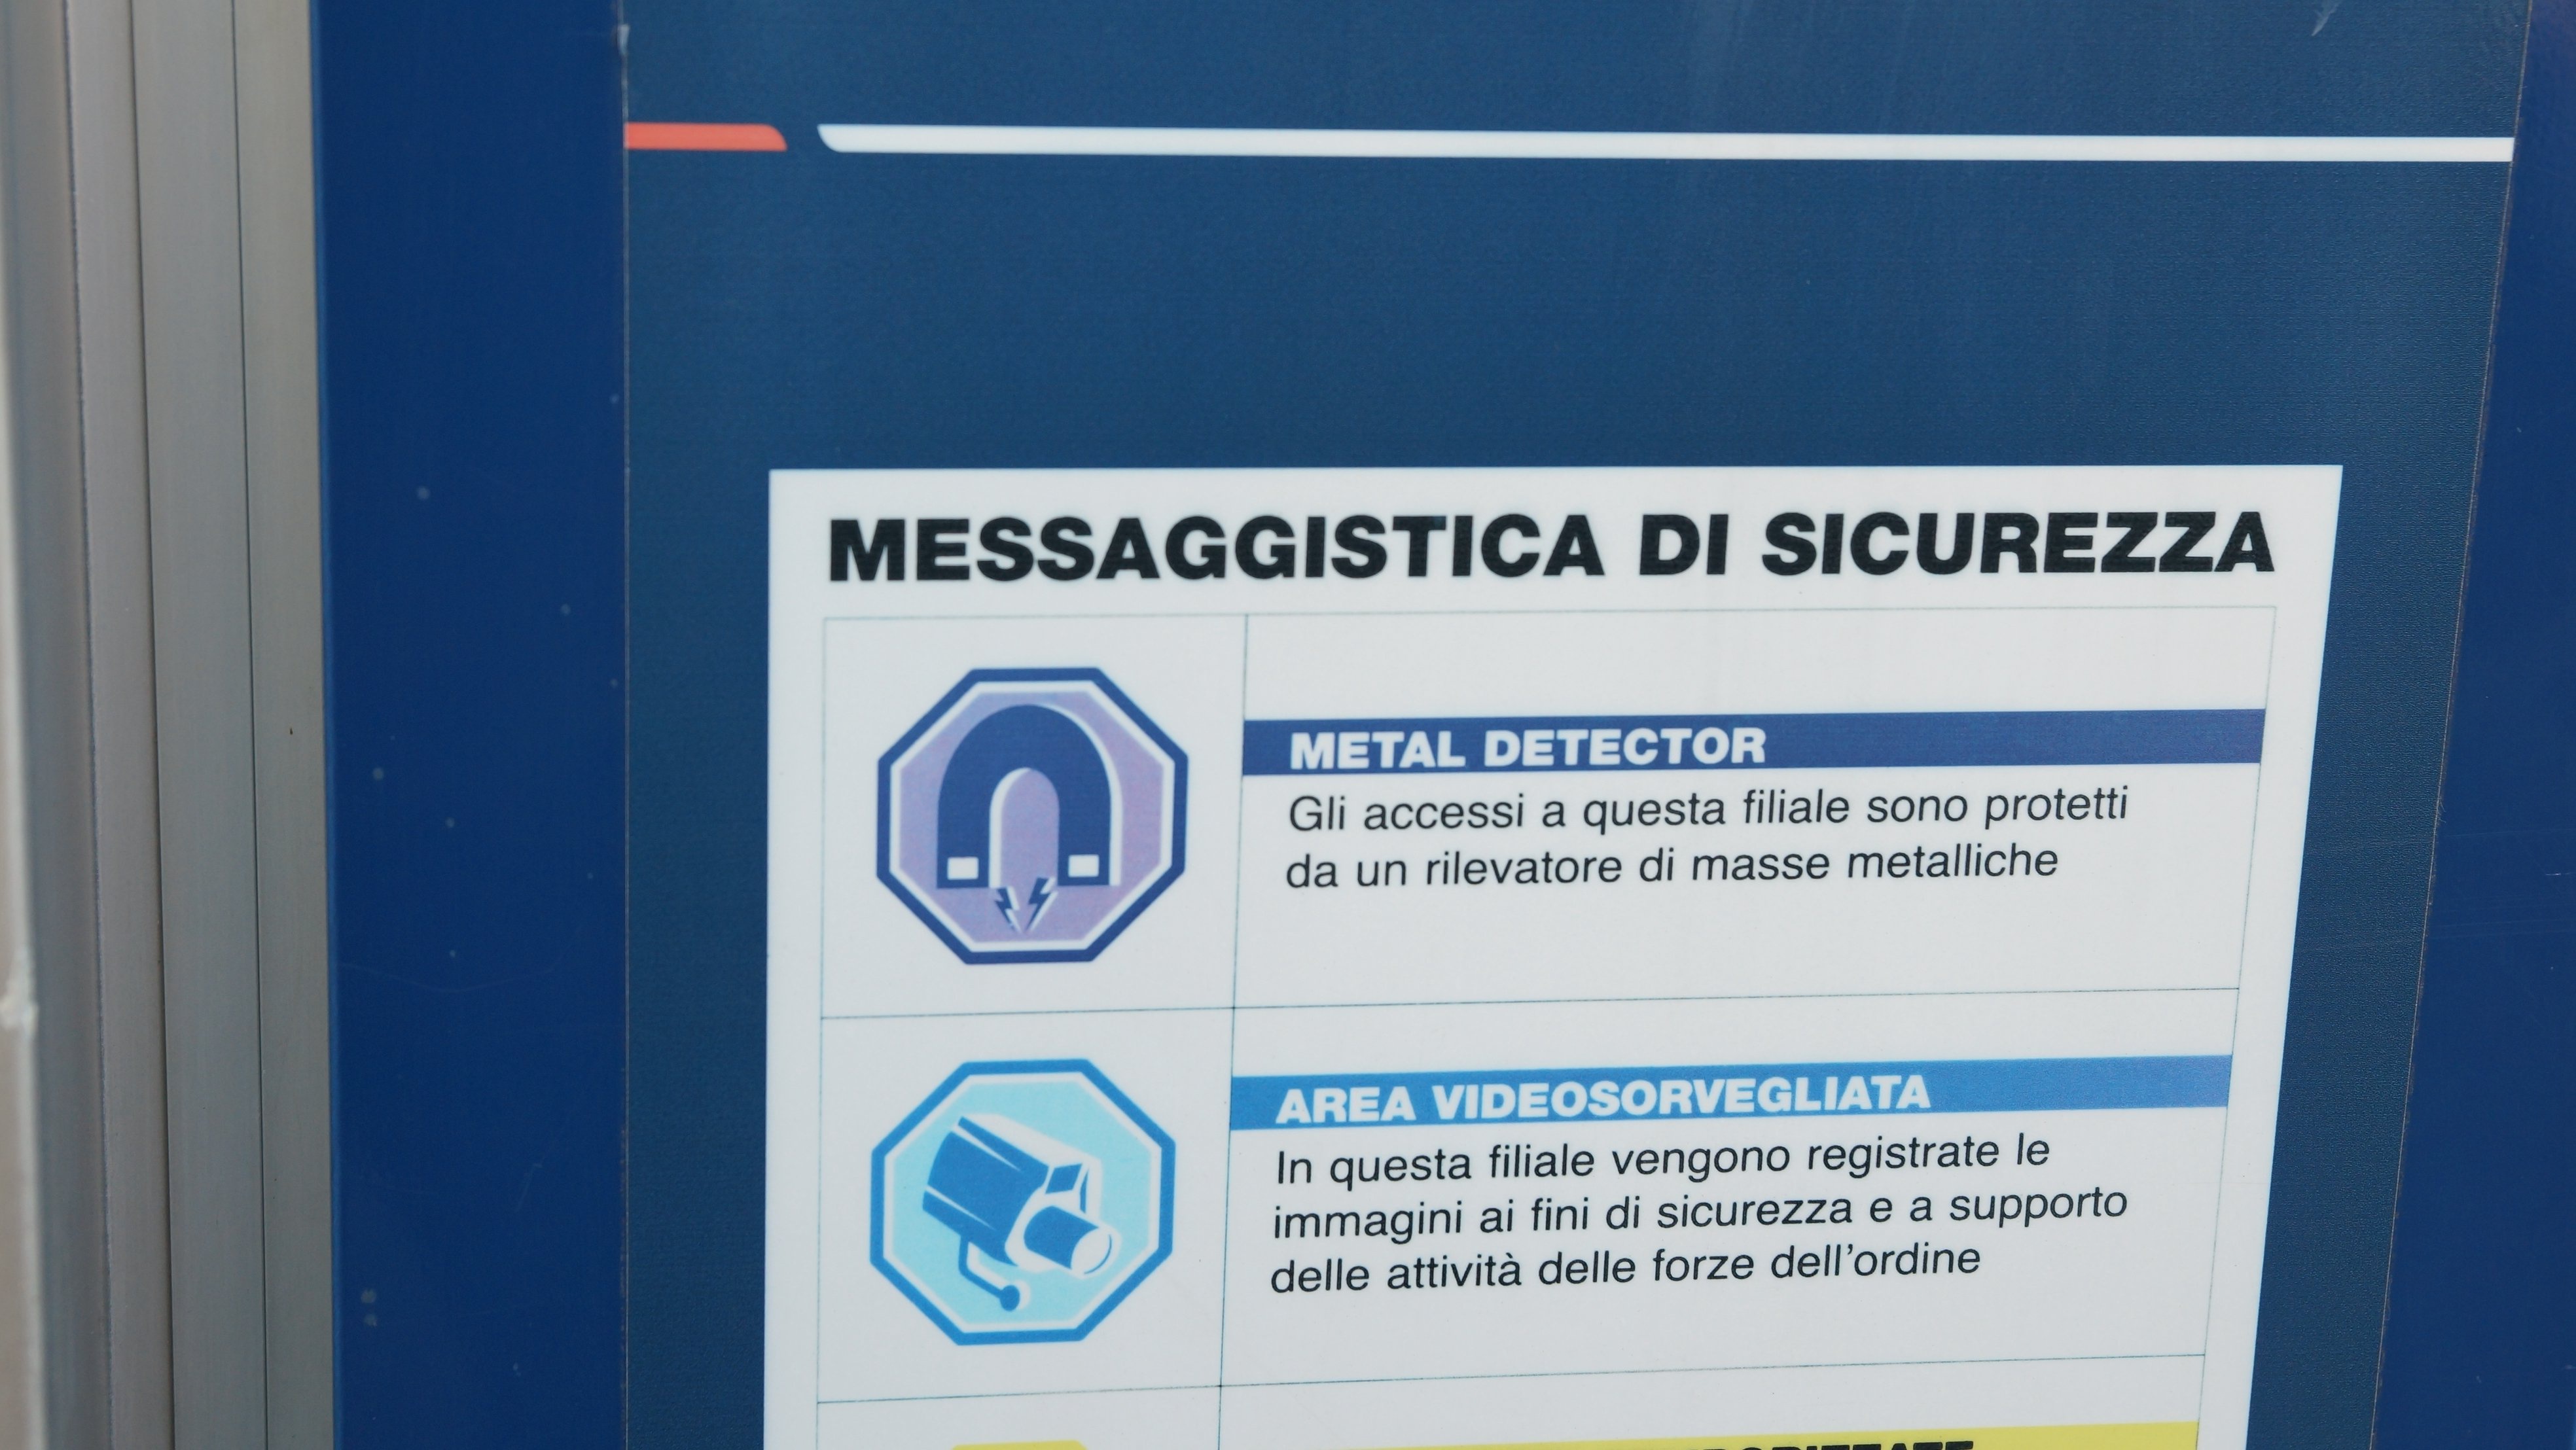 MESSAGGISTICA DI SICUREZZA
METAL DETECTOR
Gli accessi a questa filiale sono protetti
da un rilevatore di masse metalliche
AREA VIDEOSORVEGLIATA
In questa filiale vengono registrate le
immagini ai fini di sicurezza e a supporto
delle attività delle forze dell'ordine